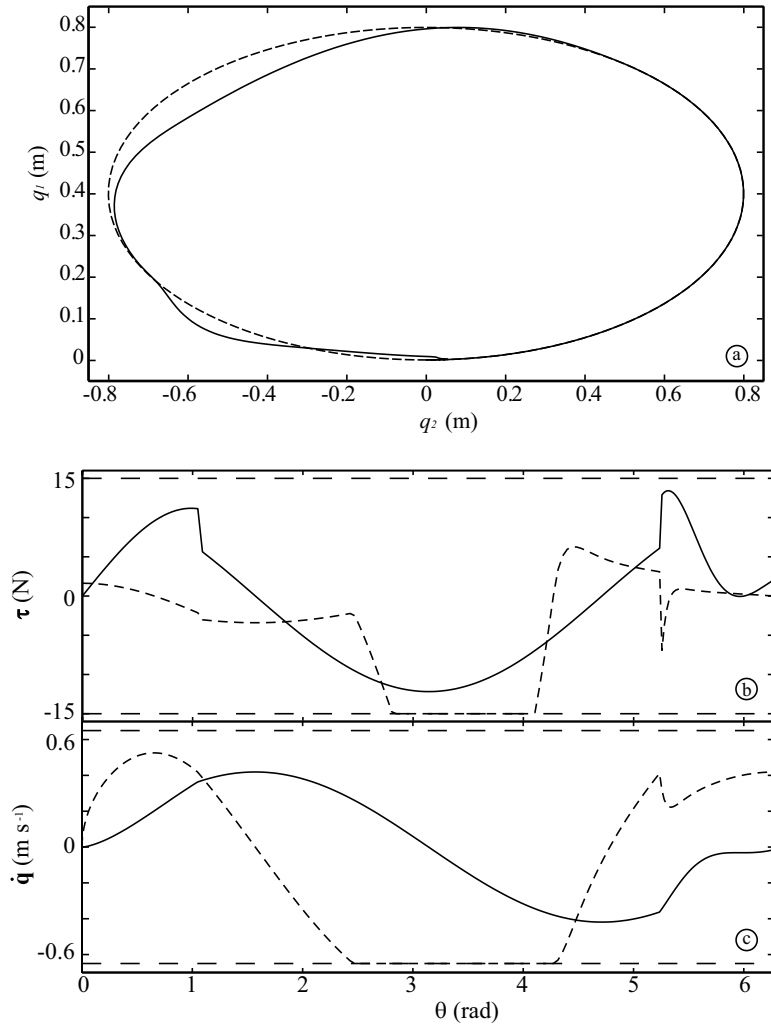 0.8
0.7
0.6
0.5
0.4
0.3
0.2
0.1
0
q₁ (m)
-0.8 -0.6 -0.4 -0.2 0 0.2 0.4 0.6 0.8
q₂ (m)
a
15
0
-15
τ (N)
b
0.6
0
-0.6
q̇ (m s⁻¹)
c
0 1 2 3 4 5 6
θ (rad)